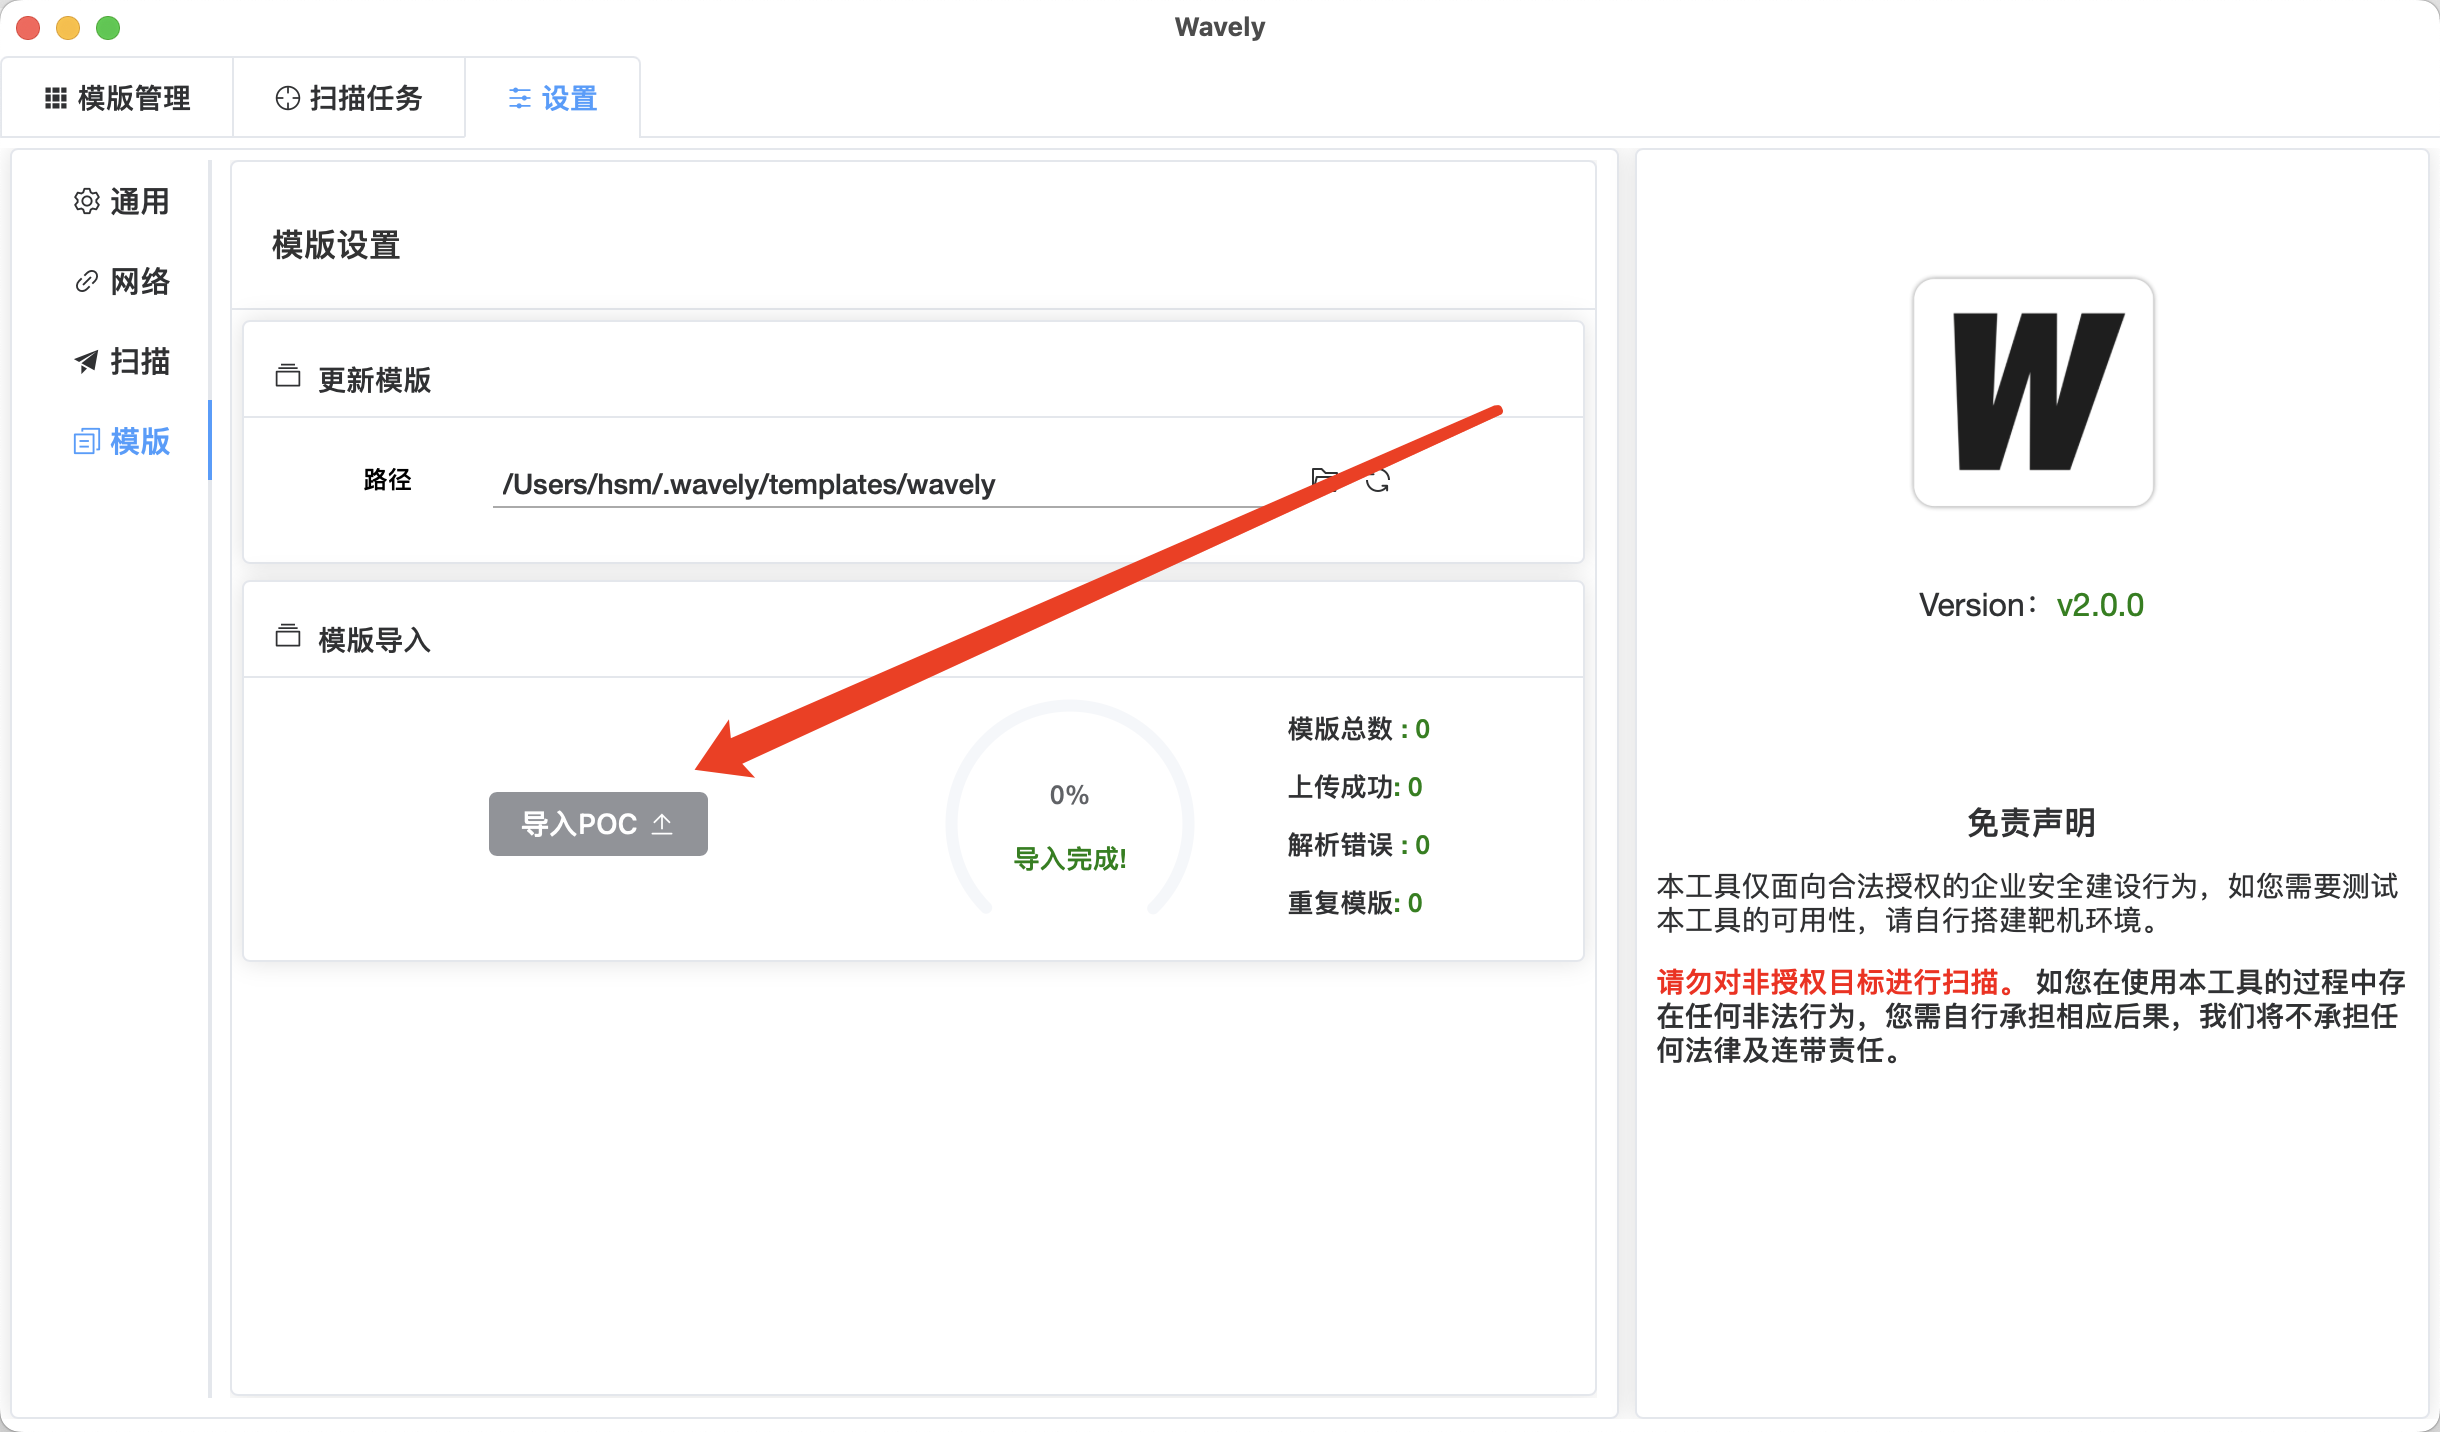 Wavely
模版管理
扫描任务
设置
通用
网络
扫描
模版
模版设置
更新模版
路径
/Users/hsm/.wavely/templates/wavely
模版导入
导入POC
0%
导入完成!
模版总数 : 0
上传成功: 0
解析错误 : 0
重复模版: 0
W
Version： v2.0.0
免责声明
本工具仅面向合法授权的企业安全建设行为，如您需要测试
本工具的可用性，请自行搭建靶机环境。
请勿对非授权目标进行扫描。 如您在使用本工具的过程中存
在任何非法行为，您需自行承担相应后果，我们将不承担任
何法律及连带责任。